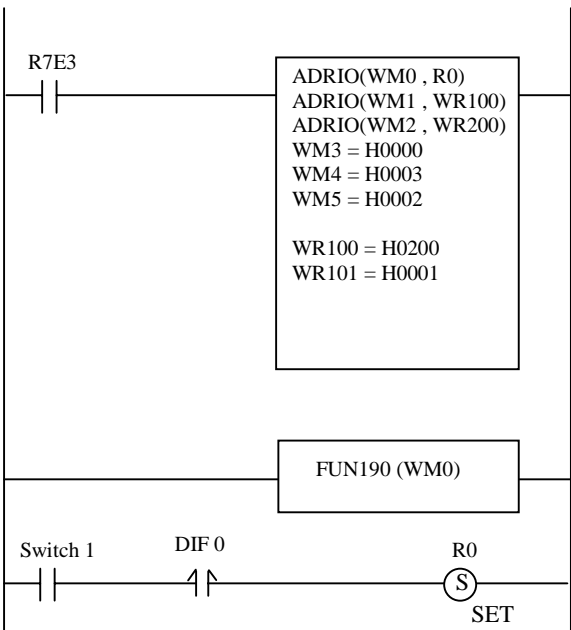 R7E3
ADRIO(WM0 , R0)
ADRIO(WM1 , WR100)
ADRIO(WM2 , WR200)
WM3 = H0000
WM4 = H0003
WM5 = H0002
WR100 = H0200
WR101 = H0001
FUN190 (WM0)
Switch 1
DIF 0
R0
S
SET